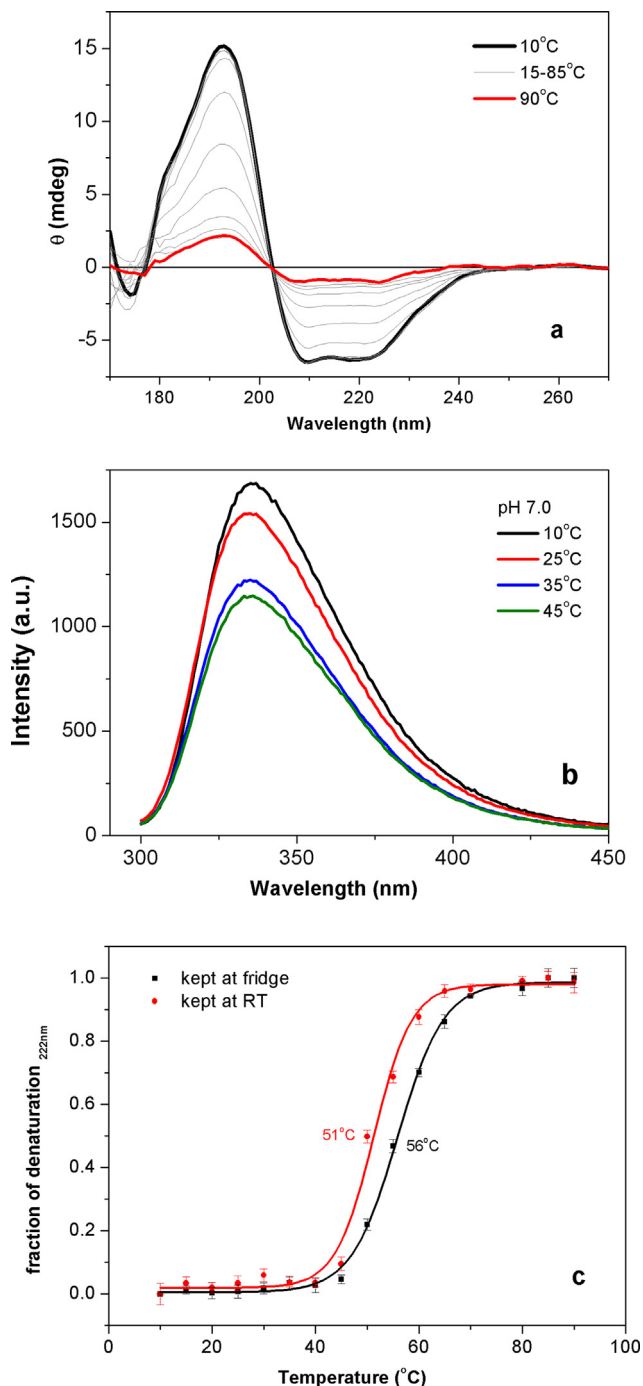 15
10
5
0
-5
θ (mdeg)
10°C
15-85°C
90°C
a
180 200 220 240 260
Wavelength (nm)
1500
1000
500
0
Intensity (a.u.)
pH 7.0
10°C
25°C
35°C
45°C
b
300 350 400 450
Wavelength (nm)
1.0
0.8
0.6
0.4
0.2
0.0
fraction of denaturation 222nm
kept at fridge
kept at RT
51°C
56°C
c
0 20 40 60 80 100
Temperature (°C)